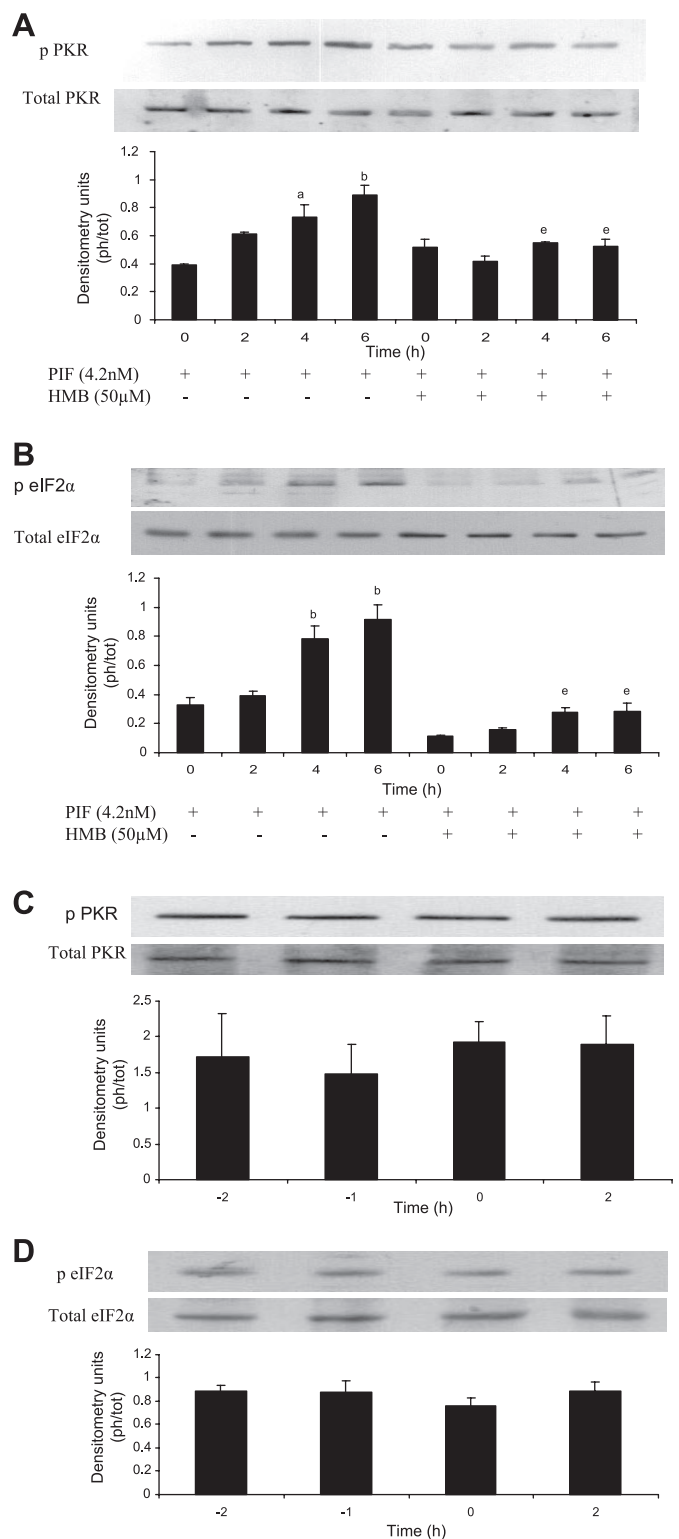 A
p PKR
Total PKR
Densitometry units
(ph/tot)
1.2
1
0.8
0.6
0.4
0.2
0
a
b
e
e
0 2 4 6 0 2 4 6
Time (h)
PIF (4.2nM) + + + + + + + +
HMB (50µM) - - - - + + + +
B
p eIF2α
Total eIF2α
Densitometry units
(ph/tot)
1.2
1
0.8
0.6
0.4
0.2
0
b
b
e
e
0 2 4 6 0 2 4 6
Time (h)
PIF (4.2nM) + + + + + + + +
HMB (50µM) - - - - + + + +
C
p PKR
Total PKR
Densitometry units
(ph/tot)
2.5
2
1.5
1
0.5
0
-2 -1 0 2
Time (h)
D
p eIF2α
Total eIF2α
Densitometry units
(ph/tot)
1.2
1
0.8
0.6
0.4
0.2
0
-2 -1 0 2
Time (h)